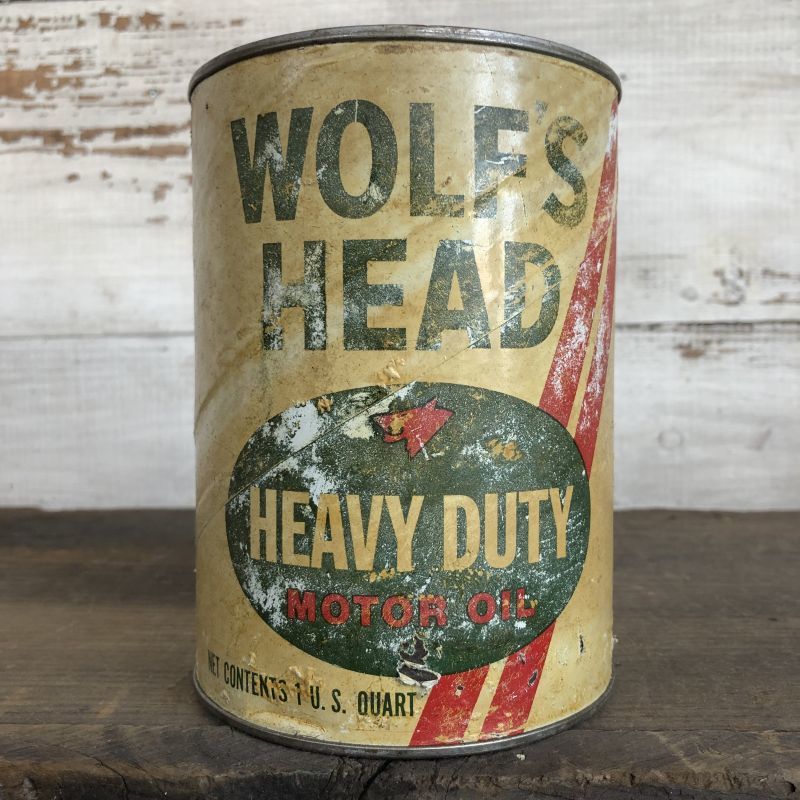 WOLF'S
HEAD
HEAVY DUTY
MOTOR OIL
NET CONTENTS 1 U. S. QUART